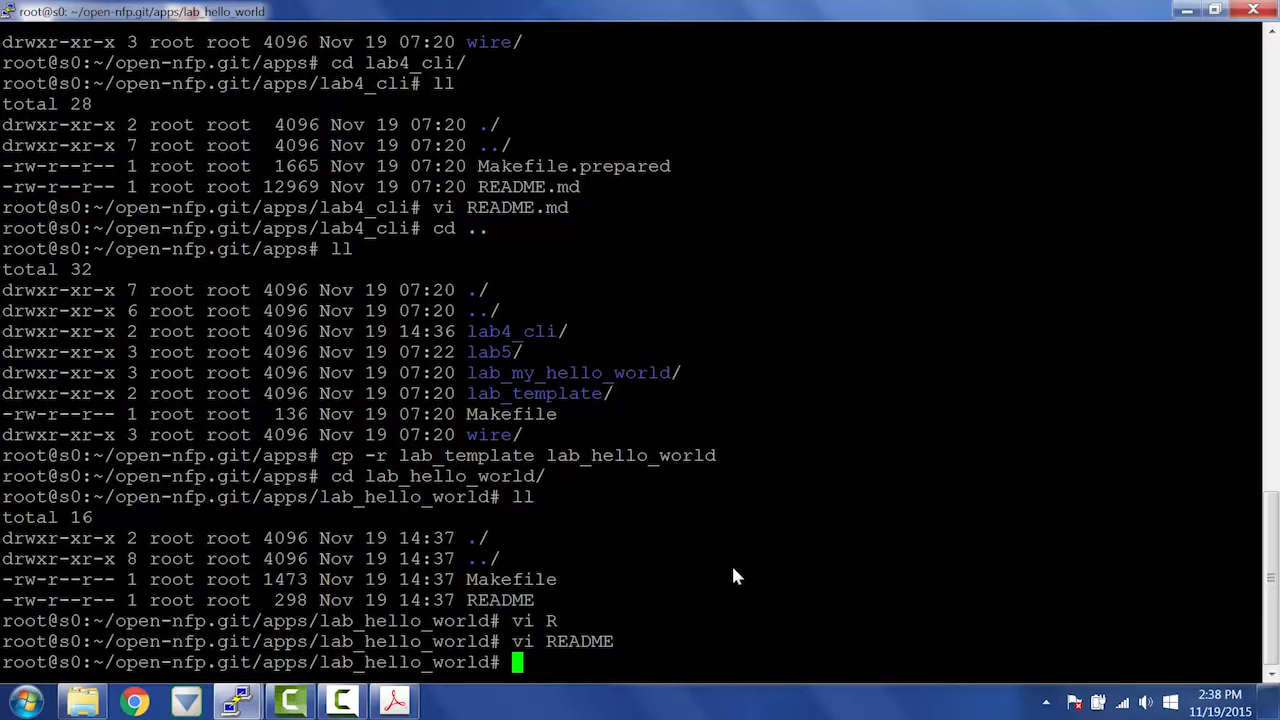 root@s0: ~/open-nfp.git/apps/lab_hello_world
drwxr-xr-x 3 root root 4096 Nov 19 07:20 wire/
root@s0:~/open-nfp.git/apps# cd lab4_cli/
root@s0:~/open-nfp.git/apps/lab4_cli# ll
total 28
drwxr-xr-x 2 root root  4096 Nov 19 07:20 ./
drwxr-xr-x 7 root root  4096 Nov 19 07:20 ../
-rw-r--r-- 1 root root  1665 Nov 19 07:20 Makefile.prepared
-rw-r--r-- 1 root root 12969 Nov 19 07:20 README.md
root@s0:~/open-nfp.git/apps/lab4_cli# vi README.md
root@s0:~/open-nfp.git/apps/lab4_cli# cd ..
root@s0:~/open-nfp.git/apps# ll
total 32
drwxr-xr-x 7 root root 4096 Nov 19 07:20 ./
drwxr-xr-x 6 root root 4096 Nov 19 07:20 ../
drwxr-xr-x 2 root root 4096 Nov 19 14:36 lab4_cli/
drwxr-xr-x 3 root root 4096 Nov 19 07:22 lab5/
drwxr-xr-x 3 root root 4096 Nov 19 07:20 lab_my_hello_world/
drwxr-xr-x 2 root root 4096 Nov 19 07:20 lab_template/
-rw-r--r-- 1 root root  136 Nov 19 07:20 Makefile
drwxr-xr-x 3 root root 4096 Nov 19 07:20 wire/
root@s0:~/open-nfp.git/apps# cp -r lab_template lab_hello_world
root@s0:~/open-nfp.git/apps# cd lab_hello_world/
root@s0:~/open-nfp.git/apps/lab_hello_world# ll
total 16
drwxr-xr-x 2 root root 4096 Nov 19 14:37 ./
drwxr-xr-x 8 root root 4096 Nov 19 14:37 ../
-rw-r--r-- 1 root root 1473 Nov 19 14:37 Makefile
-rw-r--r-- 1 root root  298 Nov 19 14:37 README
root@s0:~/open-nfp.git/apps/lab_hello_world# vi R
root@s0:~/open-nfp.git/apps/lab_hello_world# vi README
root@s0:~/open-nfp.git/apps/lab_hello_world#
2:38 PM
11/19/2015